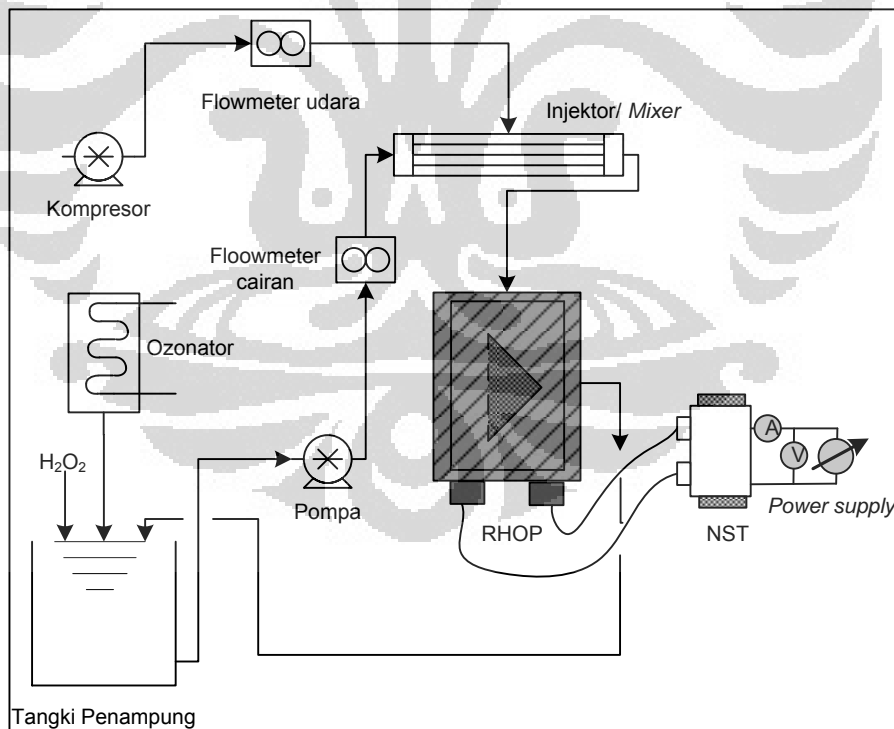 Flowmeter udara
Injektor/ Mixer
Kompresor
Floowmeter
cairan
Ozonator
H₂O₂
Pompa
RHOP
NST
A
V
Power supply
Tangki Penampung